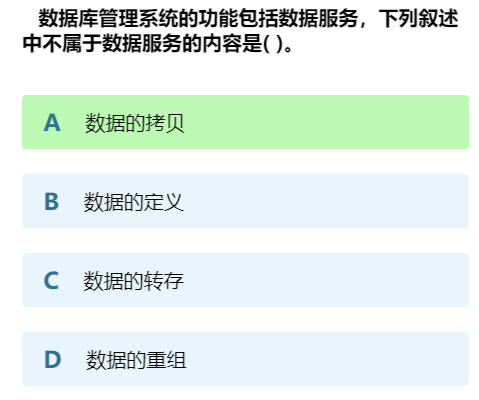 数据库管理系统的功能包括数据服务，下列叙述
中不属于数据服务的内容是( )。
A 数据的拷贝
B 数据的定义
C 数据的转存
D 数据的重组